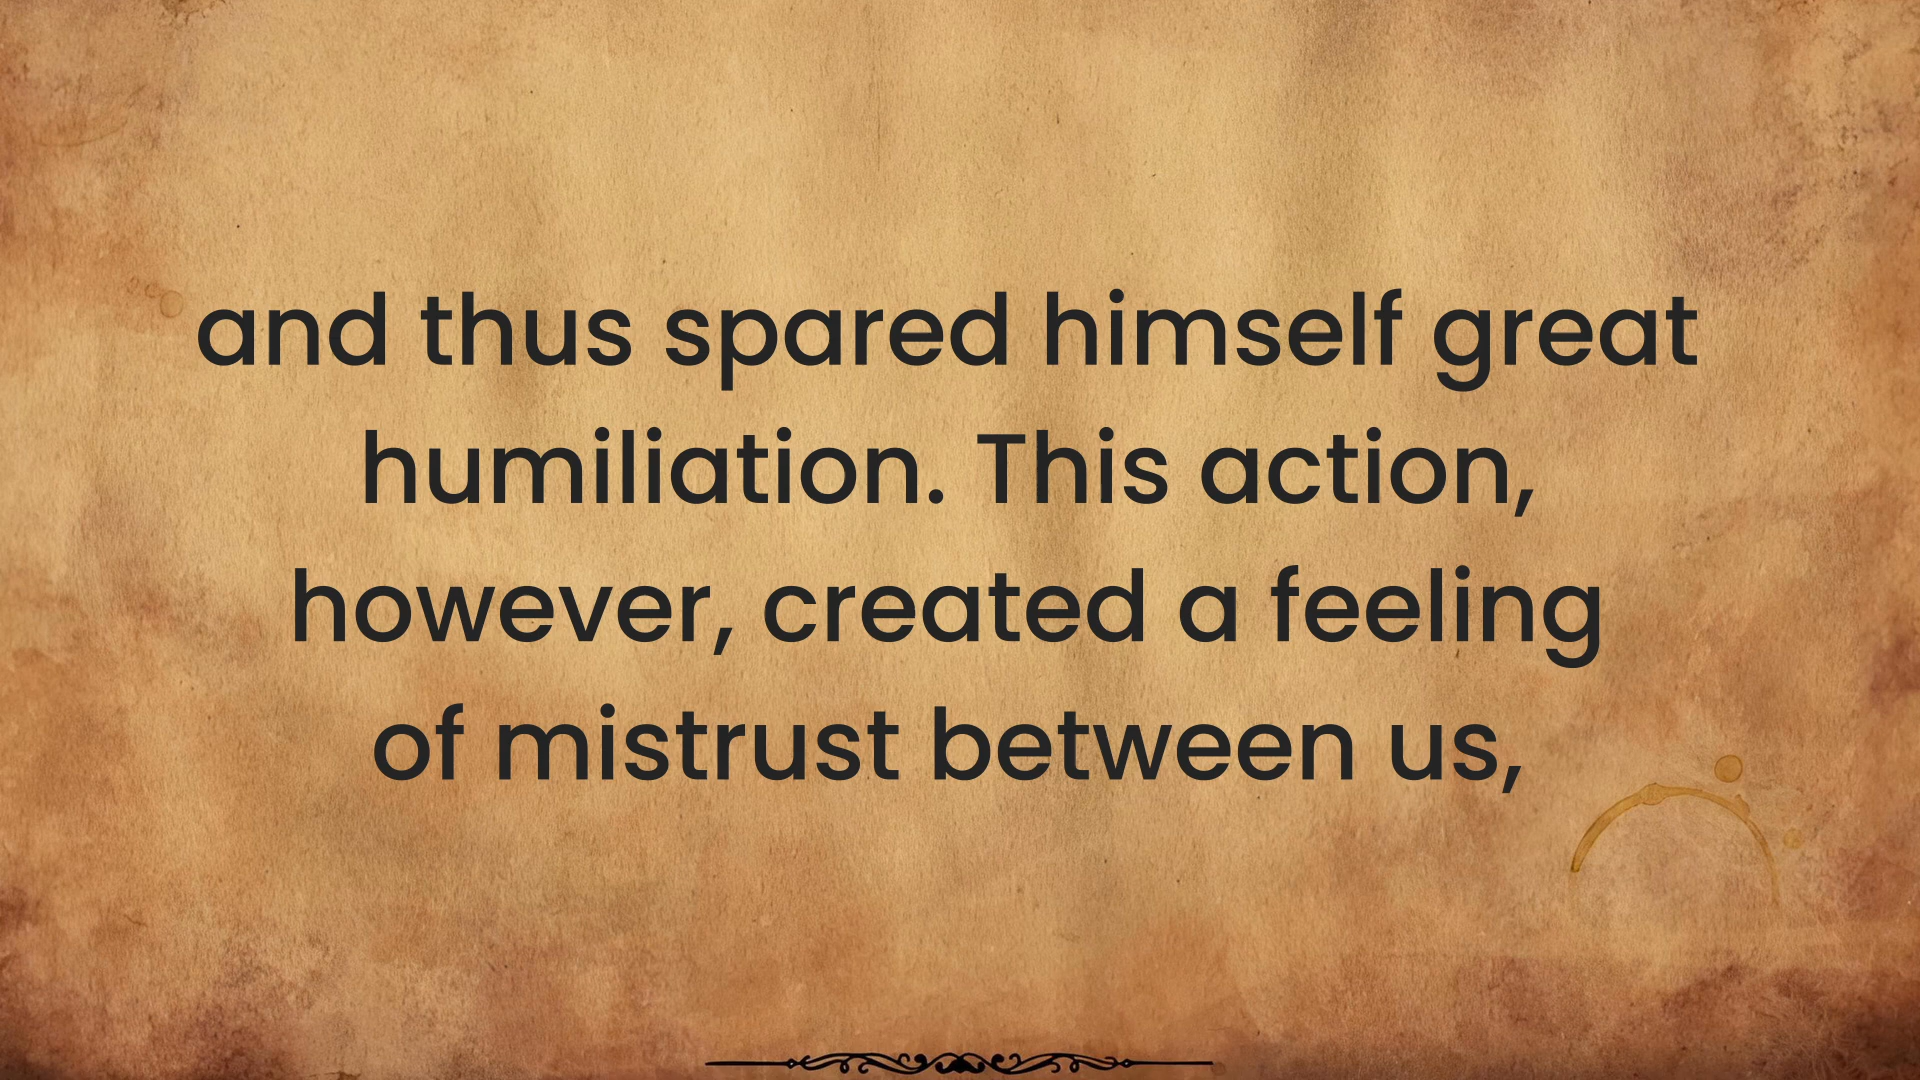 and thus spared himself great
humiliation. This action,
however, created a feeling
of mistrust between us,